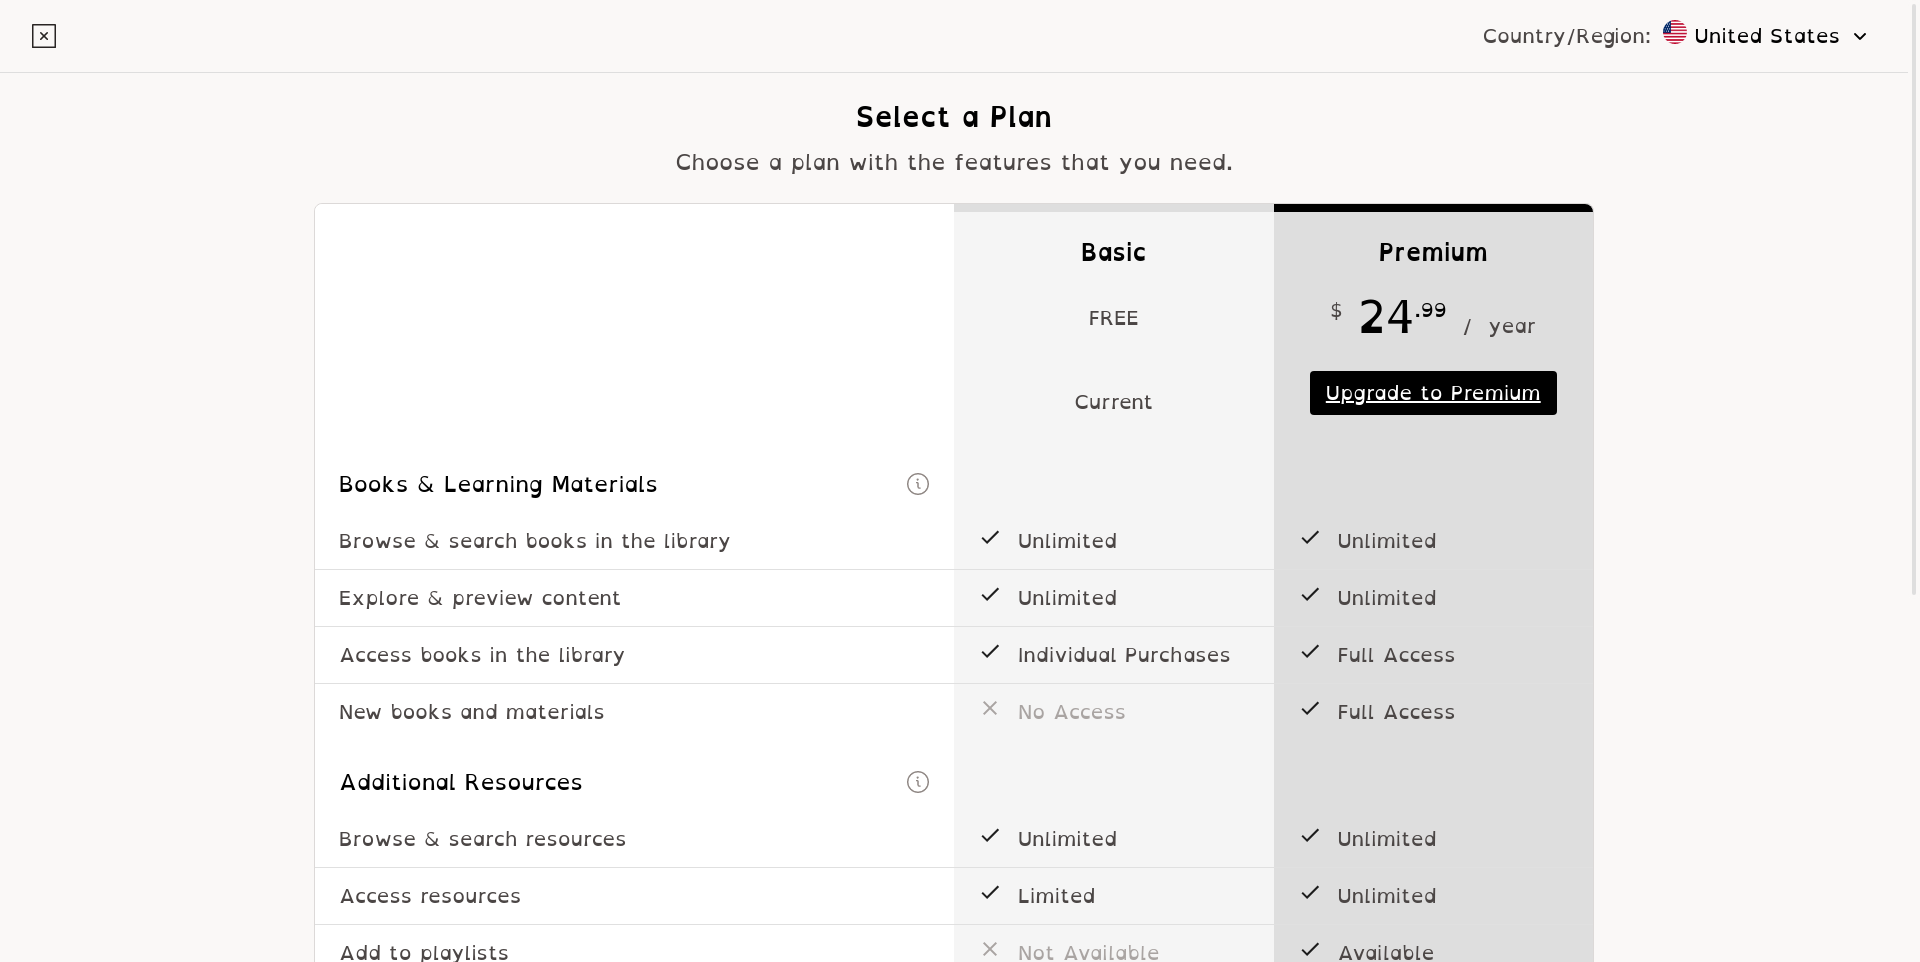 Country/Region: United States
Select a Plan
Choose a plan with the features that you need.
Basic Premium
FREE $ 24.99 / year
Current Upgrade to Premium
Books & Learning Materials
Browse & search books in the library Unlimited Unlimited
Explore & preview content Unlimited Unlimited
Access books in the library Individual Purchases Full Access
New books and materials No Access Full Access
Additional Resources
Browse & search resources Unlimited Unlimited
Access resources Limited Unlimited
Add to playlists Not Available Available